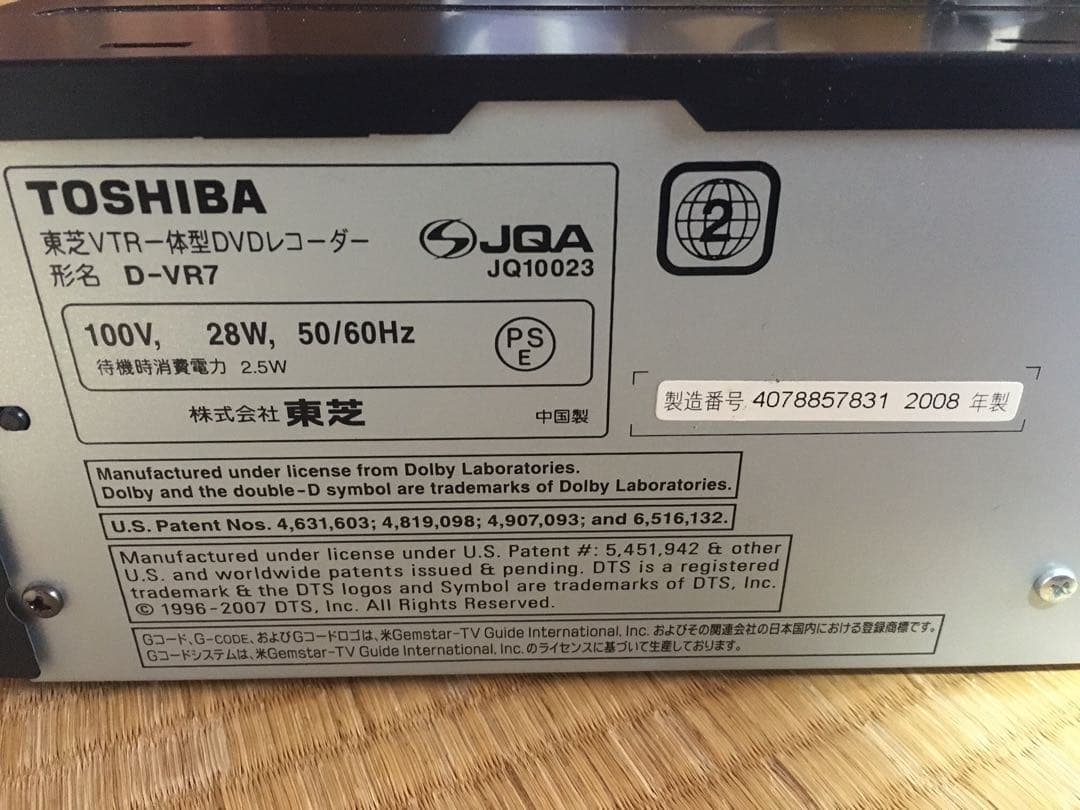 TOSHIBA
東芝VTR一体型DVDレコーダー
形名 D-VR7
JQA
JQ10023
2
100V, 28W, 50/60Hz
待機時消費電力 2.5W
PS
E
株式会社 東芝
中国製
製造番号 4078857831 2008 年製
Manufactured under license from Dolby Laboratories.
Dolby and the double-D symbol are trademarks of Dolby Laboratories.
U.S. Patent Nos. 4,631,603; 4,819,098; 4,907,093; and 6,516,132.
Manufactured under license under U.S. Patent #: 5,451,942 & other
U.S. and worldwide patents issued & pending. DTS is a registered
trademark & the DTS logos and Symbol are trademarks of DTS, Inc.
© 1996-2007 DTS, Inc. All Rights Reserved.
Gコード、G-CODE、およびGコードロゴは、米Gemstar-TV Guide International, Inc. およびその関連会社の日本国内における登録商標です。
Gコードシステムは、米Gemstar-TV Guide International, Inc. のライセンスに基づいて生産しております。